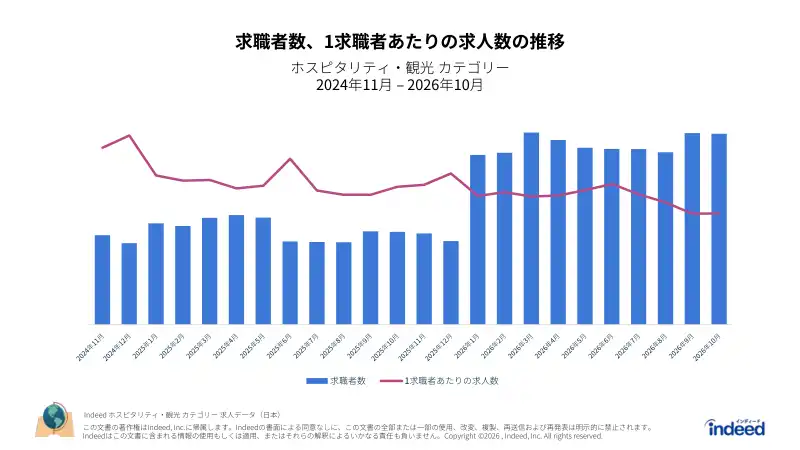 求職者数、1求職者あたりの求人数の推移
ホスピタリティ・観光 カテゴリー
2024年11月 – 2026年10月
2024年11月
2024年12月
2025年1月
2025年2月
2025年3月
2025年4月
2025年5月
2025年6月
2025年7月
2025年8月
2025年9月
2025年10月
2025年11月
2025年12月
2026年1月
2026年2月
2026年3月
2026年4月
2026年5月
2026年6月
2026年7月
2026年8月
2026年9月
2026年10月
求職者数 1求職者あたりの求人数
Indeed ホスピタリティ・観光 カテゴリー 求人データ（日本）
この文書の著作権はIndeed, Inc.に帰属します。Indeedの書面による同意なしに、この文書の全部または一部の使用、改変、複製、再送信および再発表は明示的に禁止されます。
Indeedはこの文書に含まれる情報の使用もしくは適用、またはそれらの解釈によるいかなる責任も負いません。Copyright ©2026 , Indeed, Inc. All rights reserved.
インディード
indeed